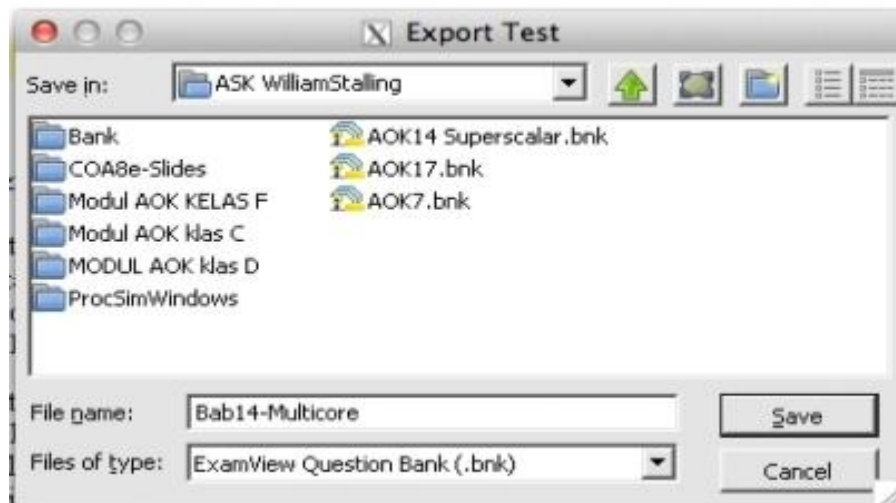 Export Test
Save in: ASK WilliamStalling
Bank
COA8e-Slides
Modul AOK KELAS F
Modul AOK klas C
MODUL AOK klas D
ProcSimWindows
AOK14 Superscalar.bnk
AOK17.bnk
AOK7.bnk
File name: Bab14-Multicore
Save
Files of type: ExamView Question Bank (.bnk)
Cancel